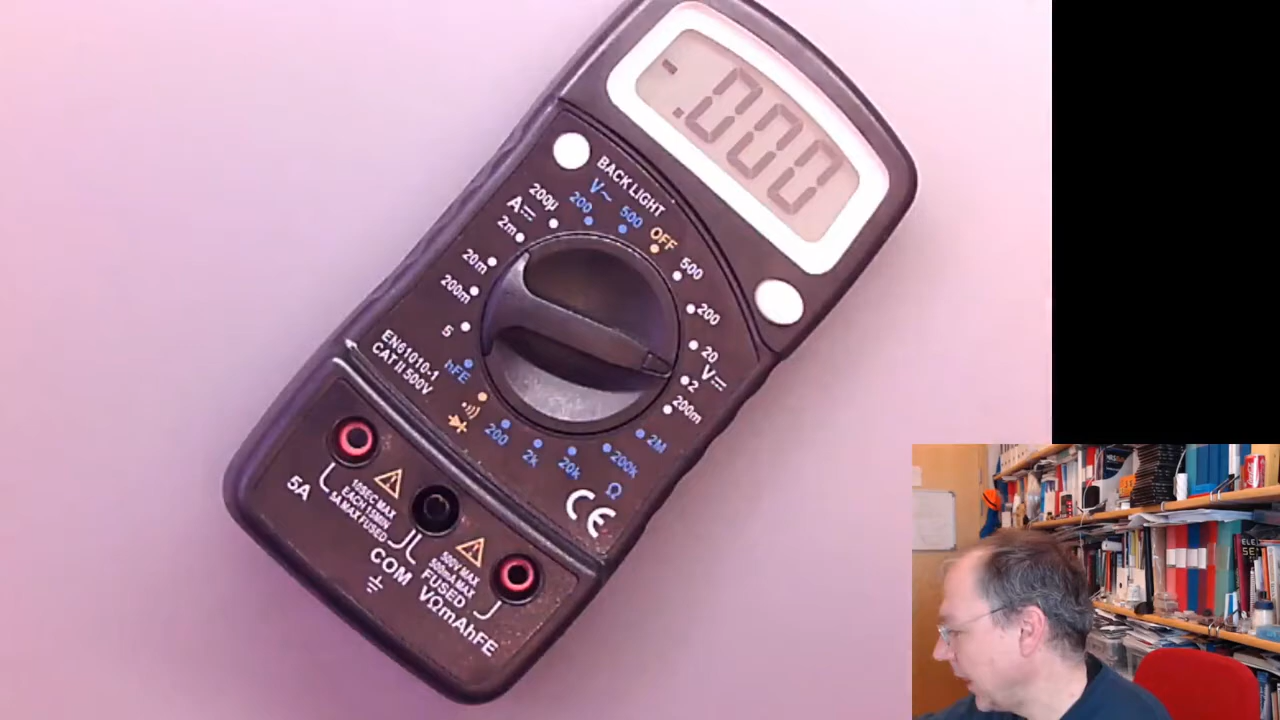 -.000
BACK LIGHT
V~
200
500
OFF
200µ
A
2m
20m
200m
5
hFE
500
200
20
V
2
200m
2M
200k
Ω
20k
2k
200
EN61010-1
CAT II 500V
CE
5A
10SEC MAX
EACH 15MIN
5A MAX FUSED
COM
500V MAX
500mA MAX
FUSED
VΩmAhFE